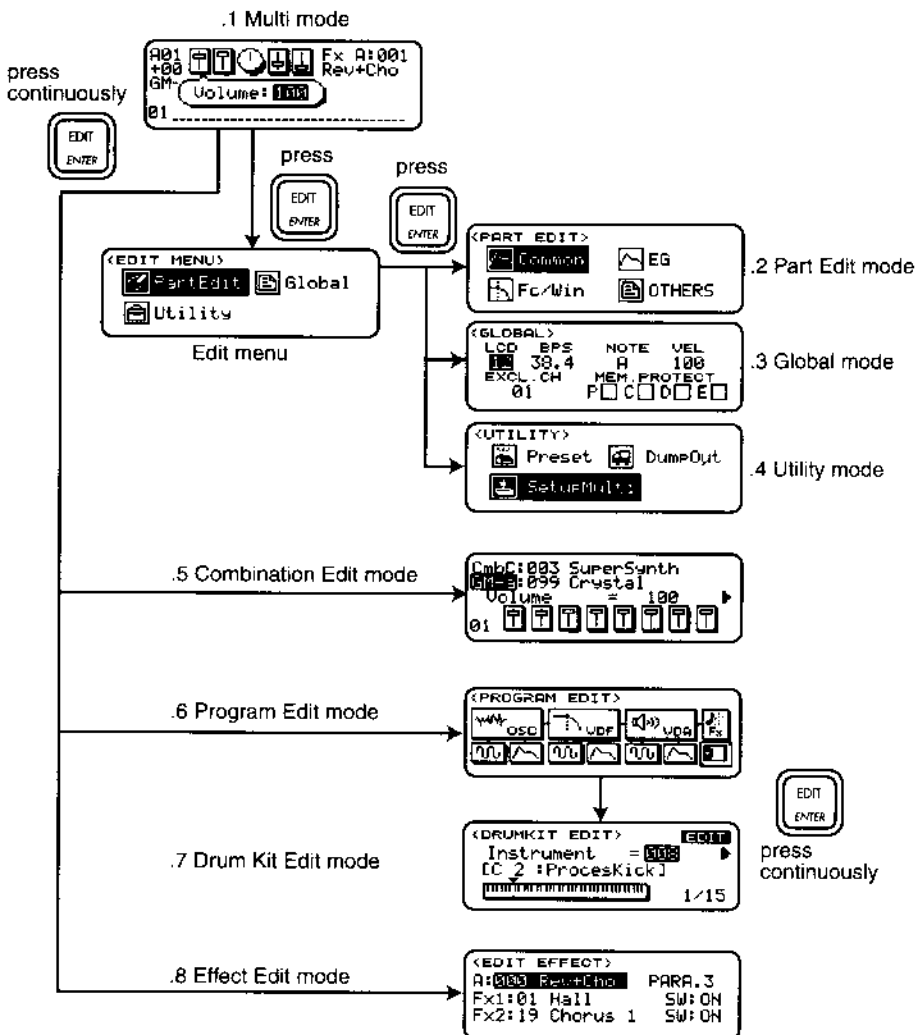 .1 Multi mode
A01 Fx A:001
+00 Rev+Cho
GM-
Volume: 100
01
press
continuously
EDIT
ENTER
press
EDIT
ENTER
press
EDIT
ENTER
<EDIT MENU>
PartEdit Global
Utility
Edit menu
<PART EDIT>
Common EG
Fc/Win OTHERS
.2 Part Edit mode
<GLOBAL>
LCD BPS NOTE VEL
38.4 A 100
EXCL.CH MEM.PROTECT
01 P C D E
.3 Global mode
<UTILITY>
Preset DumpOut
SetupMulti
.4 Utility mode
.5 Combination Edit mode
CmbC:003 SuperSynth
:099 Crystal
Volume = 100
01
.6 Program Edit mode
<PROGRAM EDIT>
OSC VDF VDA Fx
EDIT
ENTER
press
continuously
.7 Drum Kit Edit mode
<DRUMKIT EDIT> EDIT
Instrument =008
[C 2 :ProcesKick]
1/15
.8 Effect Edit mode
<EDIT EFFECT>
A:000 Rev+Cho PARA.3
Fx1:01 Hall SW:ON
Fx2:19 Chorus 1 SW:ON